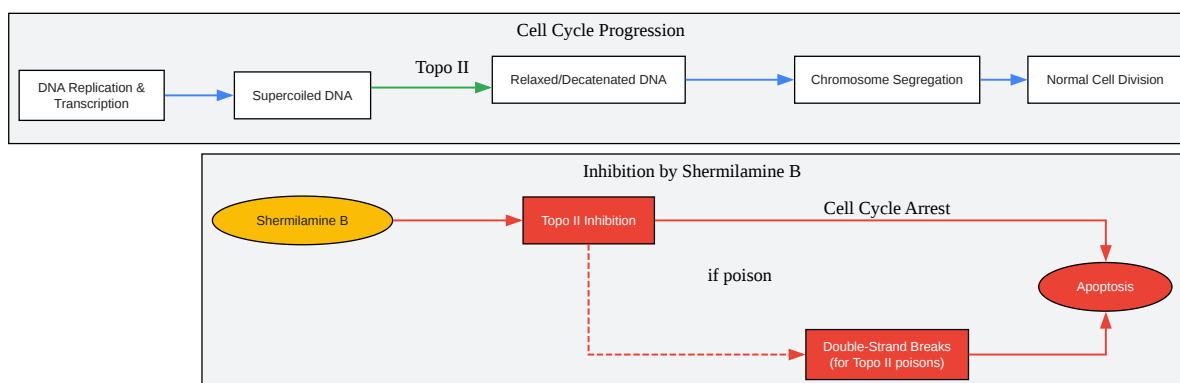 Cell Cycle Progression
Topo II
DNA Replication &
Transcription
Supercoiled DNA
Relaxed/Decatenated DNA
Chromosome Segregation
Normal Cell Division
Inhibition by Shermilamine B
Shermilamine B
Topo II Inhibition
Cell Cycle Arrest
if poison
Apoptosis
Double-Strand Breaks
(for Topo II poisons)